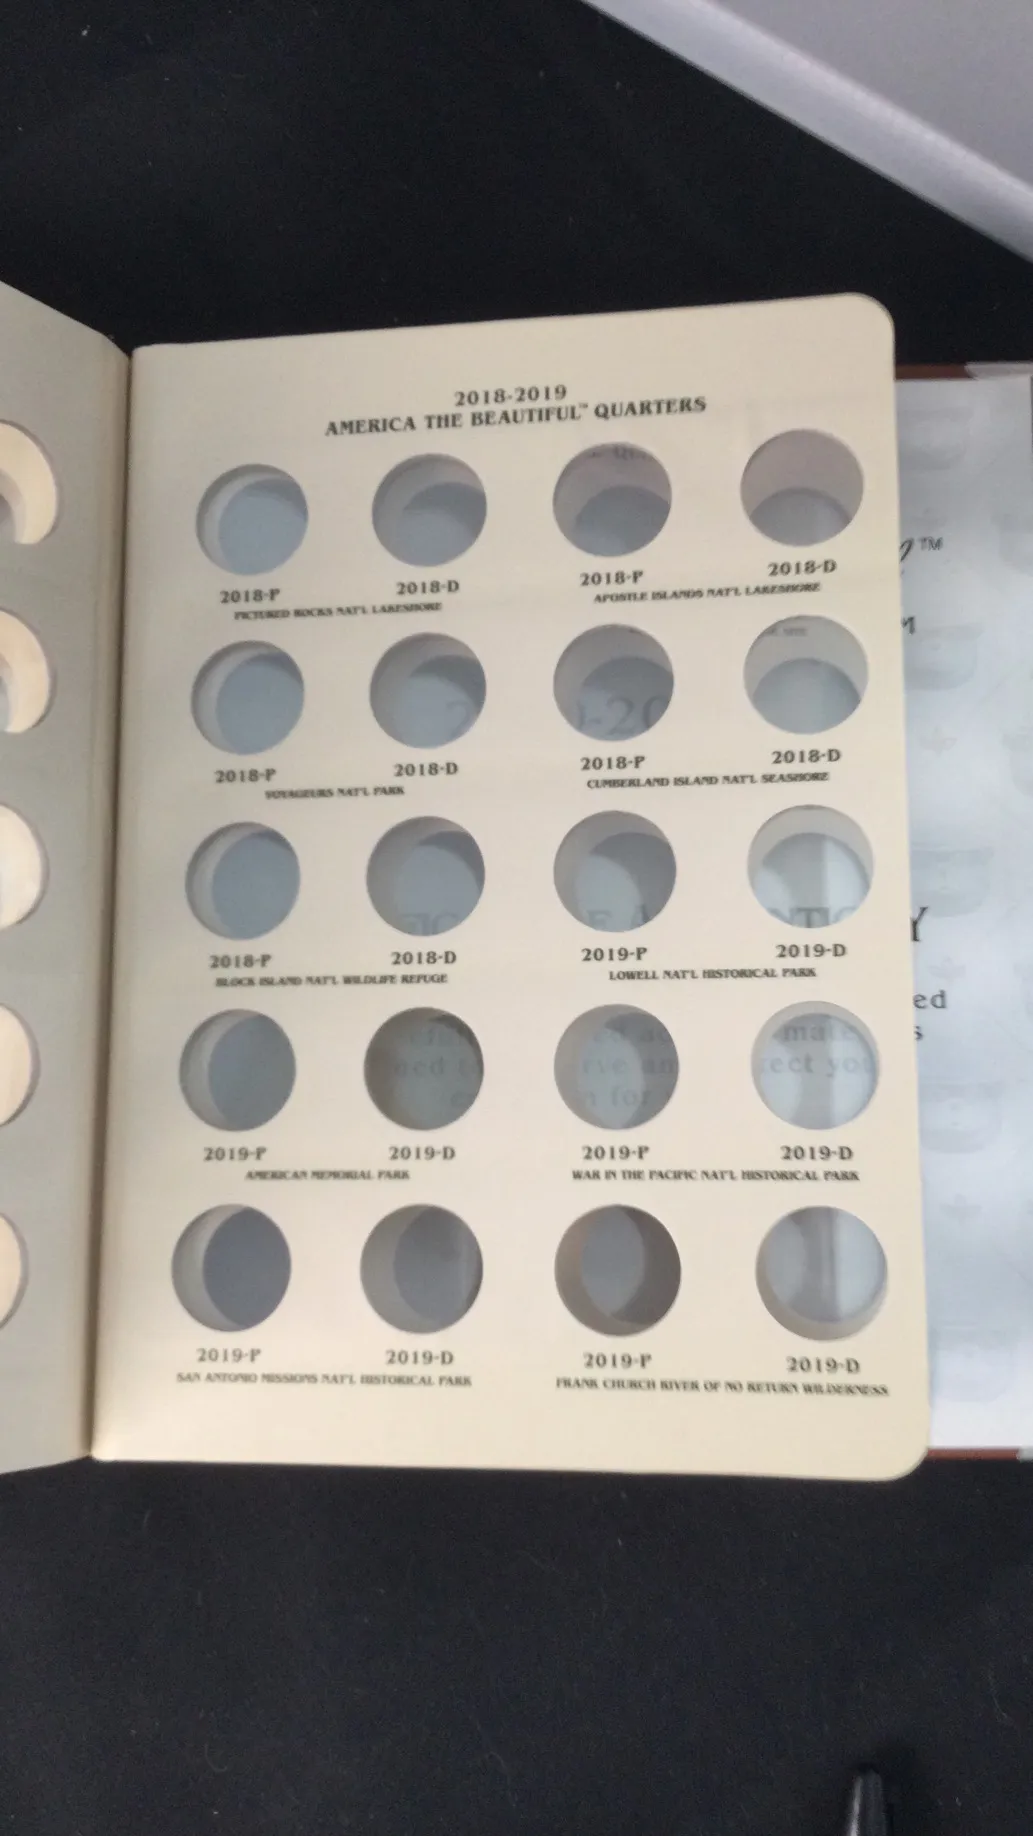 2018-2019
AMERICA THE BEAUTIFUL™ QUARTERS
2018-P 2018-D 2018-P 2018-D
PICTURED ROCKS NAT'L LAKESHORE APOSTLE ISLANDS NAT'L LAKESHORE
2018-P 2018-D 2018-P 2018-D
VOYAGEURS NAT'L PARK CUMBERLAND ISLAND NAT'L SEASHORE
2018-P 2018-D 2019-P 2019-D
BLOCK ISLAND NAT'L WILDLIFE REFUGE LOWELL NAT'L HISTORICAL PARK
2019-P 2019-D 2019-P 2019-D
AMERICAN MEMORIAL PARK WAR IN THE PACIFIC NAT'L HISTORICAL PARK
2019-P 2019-D 2019-P 2019-D
SAN ANTONIO MISSIONS NAT'L HISTORICAL PARK FRANK CHURCH RIVER OF NO RETURN WILDERNESS